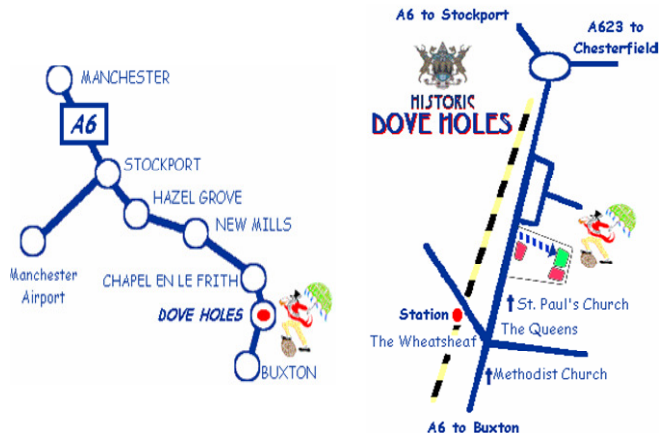 MANCHESTER
A6
STOCKPORT
HAZEL GROVE
NEW MILLS
Manchester
Airport
CHAPEL EN LE FRITH
DOVE HOLES
BUXTON
A6 to Stockport
A623 to
Chesterfield
HISTORIC
DOVE HOLES
St. Paul's Church
Station
The Queens
The Wheatsheaf
Methodist Church
A6 to Buxton